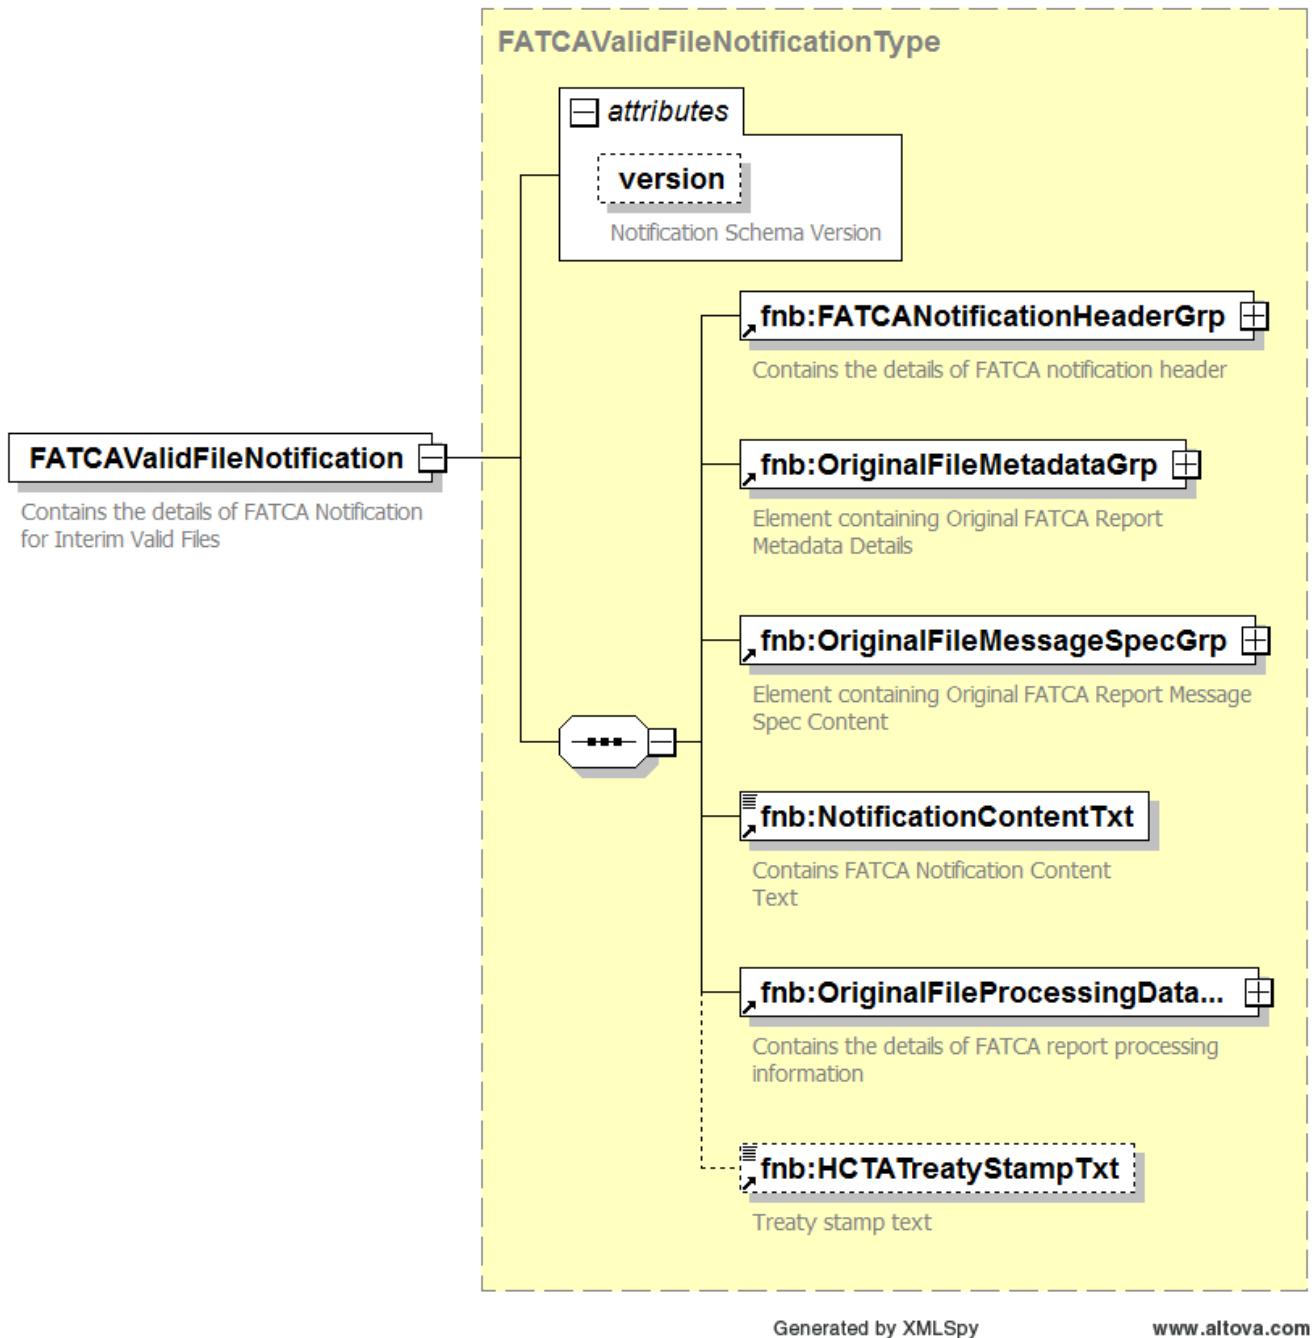 FATCAValidFileNotificationType
attributes
version
Notification Schema Version
fnb:FATCANotificationHeaderGrp
Contains the details of FATCA notification header
FATCAValidFileNotification
Contains the details of FATCA Notification
for Interim Valid Files
fnb:OriginalFileMetadataGrp
Element containing Original FATCA Report
Metadata Details
fnb:OriginalFileMessageSpecGrp
Element containing Original FATCA Report Message
Spec Content
fnb:NotificationContentTxt
Contains FATCA Notification Content
Text
fnb:OriginalFileProcessingData...
Contains the details of FATCA report processing
information
fnb:HCTATreatyStampTxt
Treaty stamp text
Generated by XMLSpy
www.altova.com